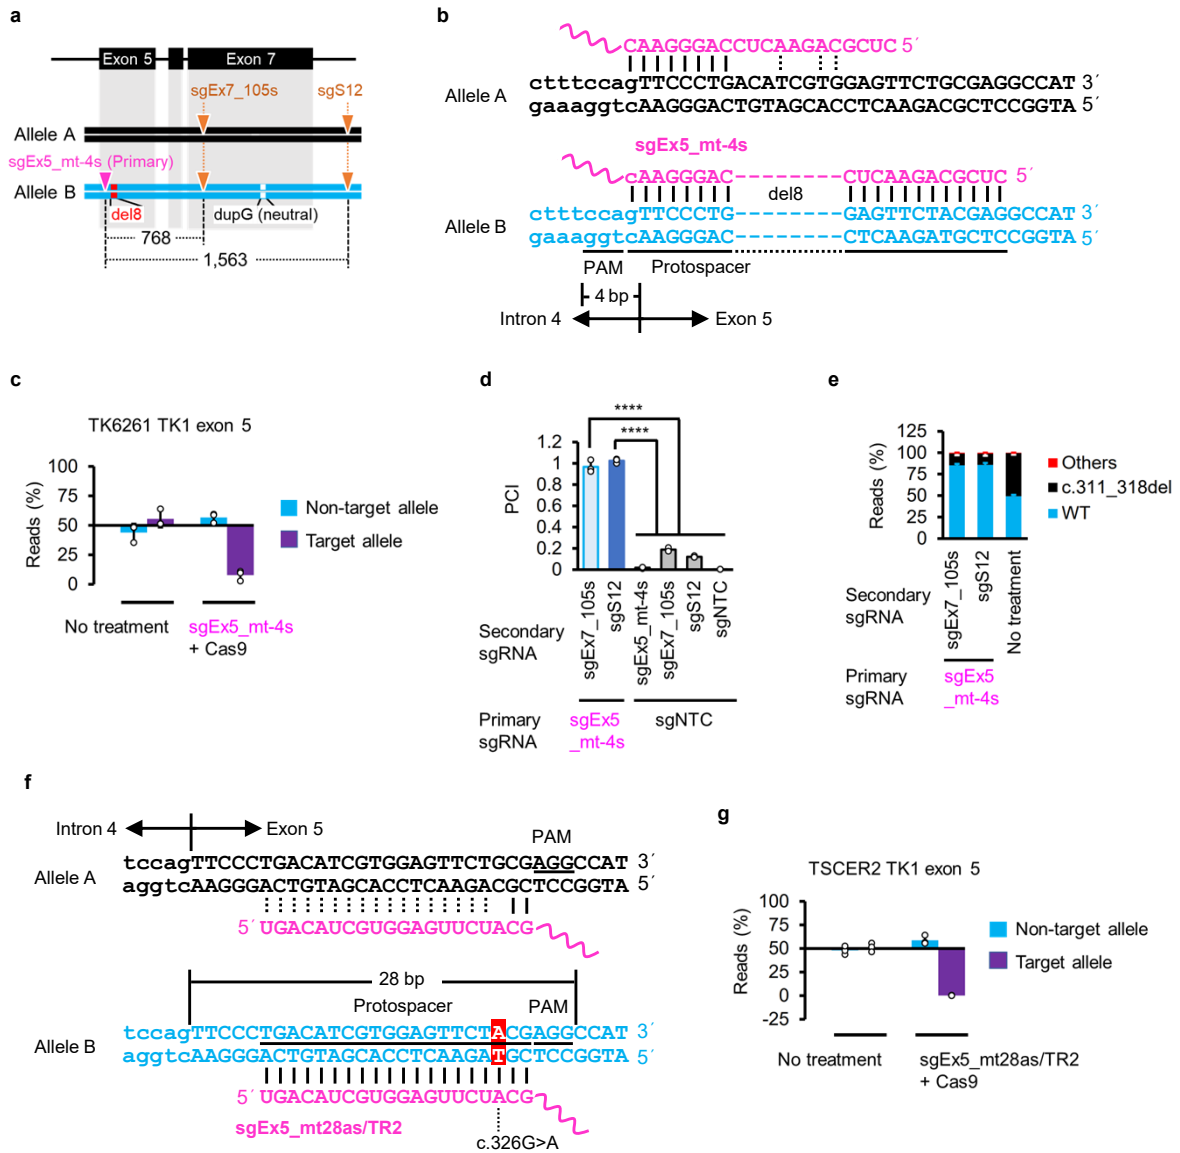 a
Exon 5
Exon 7
sgEx7_105s
sgS12
Allele A
sgEx5_mt-4s (Primary)
Allele B
del8
dupG (neutral)
768
1,563
b
CAAGGGACCUCAAGACGCUC 5´
Allele A
ctttccagTTCCCTGACATCGTGGAGTTCTGCGAGGCCAT 3´
gaaaggtcAAGGGACTGTAGCACCTCAAGACGCTCCGGTA 5´
sgEx5_mt-4s
cAAGGGAC--------CUCAAGACGCUC 5´
del8
Allele B
ctttccagTTCCCTG--------GAGTTCTACGAGGCCAT 3´
gaaaggtcAAGGGAC--------CTCAAGATGCTCCGGTA 5´
PAM
Protospacer
4 bp
Intron 4
Exon 5
c
TK6261 TK1 exon 5
Reads (%)
100
75
50
25
0
Non-target allele
Target allele
No treatment
sgEx5_mt-4s
+ Cas9
d
PCI
1.2
1
0.8
0.6
0.4
0.2
0
****
****
Secondary
sgRNA
sgEx7_105s
sgS12
sgEx5_mt-4s
sgEx7_105s
sgS12
sgNTC
Primary
sgRNA
sgEx5
_mt-4s
sgNTC
e
Reads (%)
125
100
75
50
25
0
Others
c.311_318del
WT
Secondary
sgRNA
sgEx7_105s
sgS12
No treatment
Primary
sgRNA
sgEx5
_mt-4s
f
Intron 4
Exon 5
PAM
Allele A
tccagTTCCCTGACATCGTGGAGTTCTGCGAGGCCAT 3´
aggtcAAGGGACTGTAGCACCTCAAGACGCTCCGGTA 5´
5´ UGACAUCGUGGAGUUCUACG
28 bp
Protospacer
PAM
Allele B
tccagTTCCCTGACATCGTGGAGTTCTACGAGGCCAT 3´
aggtcAAGGGACTGTAGCACCTCAAGATGCTCCGGTA 5´
5´ UGACAUCGUGGAGUUCUACG
sgEx5_mt28as/TR2
c.326G>A
g
TSCER2 TK1 exon 5
Reads (%)
100
75
50
25
0
-25
Non-target allele
Target allele
No treatment
sgEx5_mt28as/TR2
+ Cas9